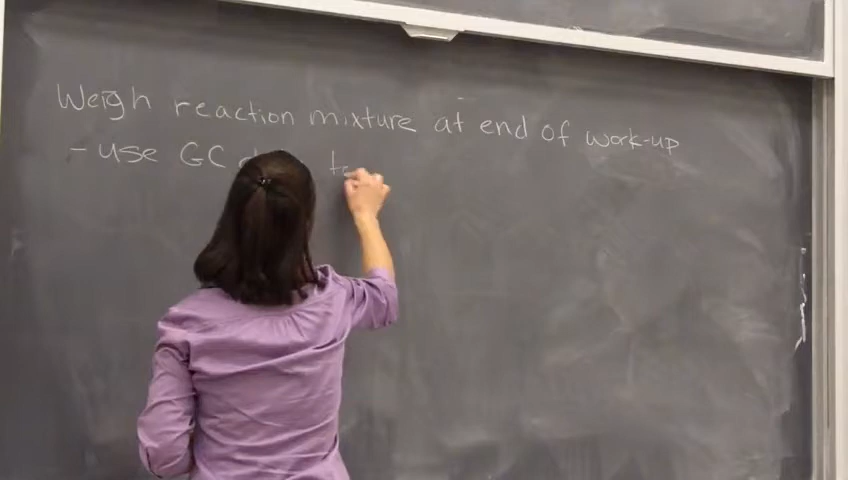 Weigh reaction mixture at end of work-up
- use GC